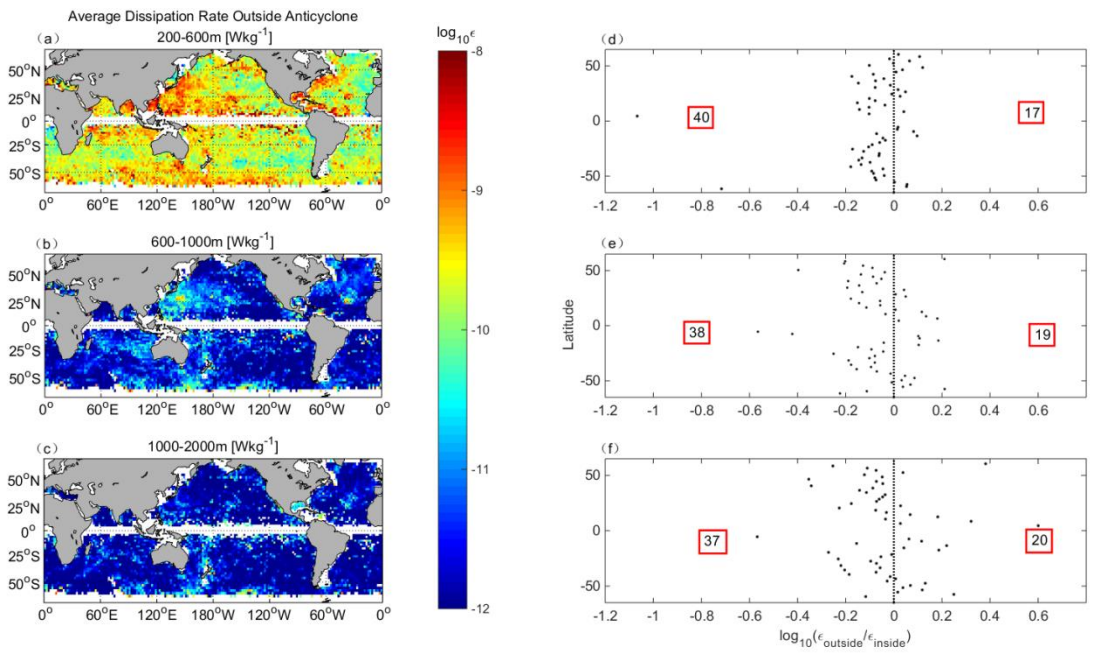 Average Dissipation Rate Outside Anticyclone
(a) 200-600m [Wkg⁻¹]
50°N
25°N
0°
25°S
50°S
0° 60°E 120°E 180°W 120°W 60°W 0°
(b) 600-1000m [Wkg⁻¹]
50°N
25°N
0°
25°S
50°S
0° 60°E 120°E 180°W 120°W 60°W 0°
(c) 1000-2000m [Wkg⁻¹]
50°N
25°N
0°
25°S
50°S
0° 60°E 120°E 180°W 120°W 60°W 0°
log₁₀ϵ
-8
-9
-10
-11
-12
(d)
50
0
-50
40
17
-1.2 -1 -0.8 -0.6 -0.4 -0.2 0 0.2 0.4 0.6
(e)
Latitude
50
0
-50
38
19
-1.2 -1 -0.8 -0.6 -0.4 -0.2 0 0.2 0.4 0.6
(f)
50
0
-50
37
20
-1.2 -1 -0.8 -0.6 -0.4 -0.2 0 0.2 0.4 0.6
log₁₀(ϵoutside/ϵinside)